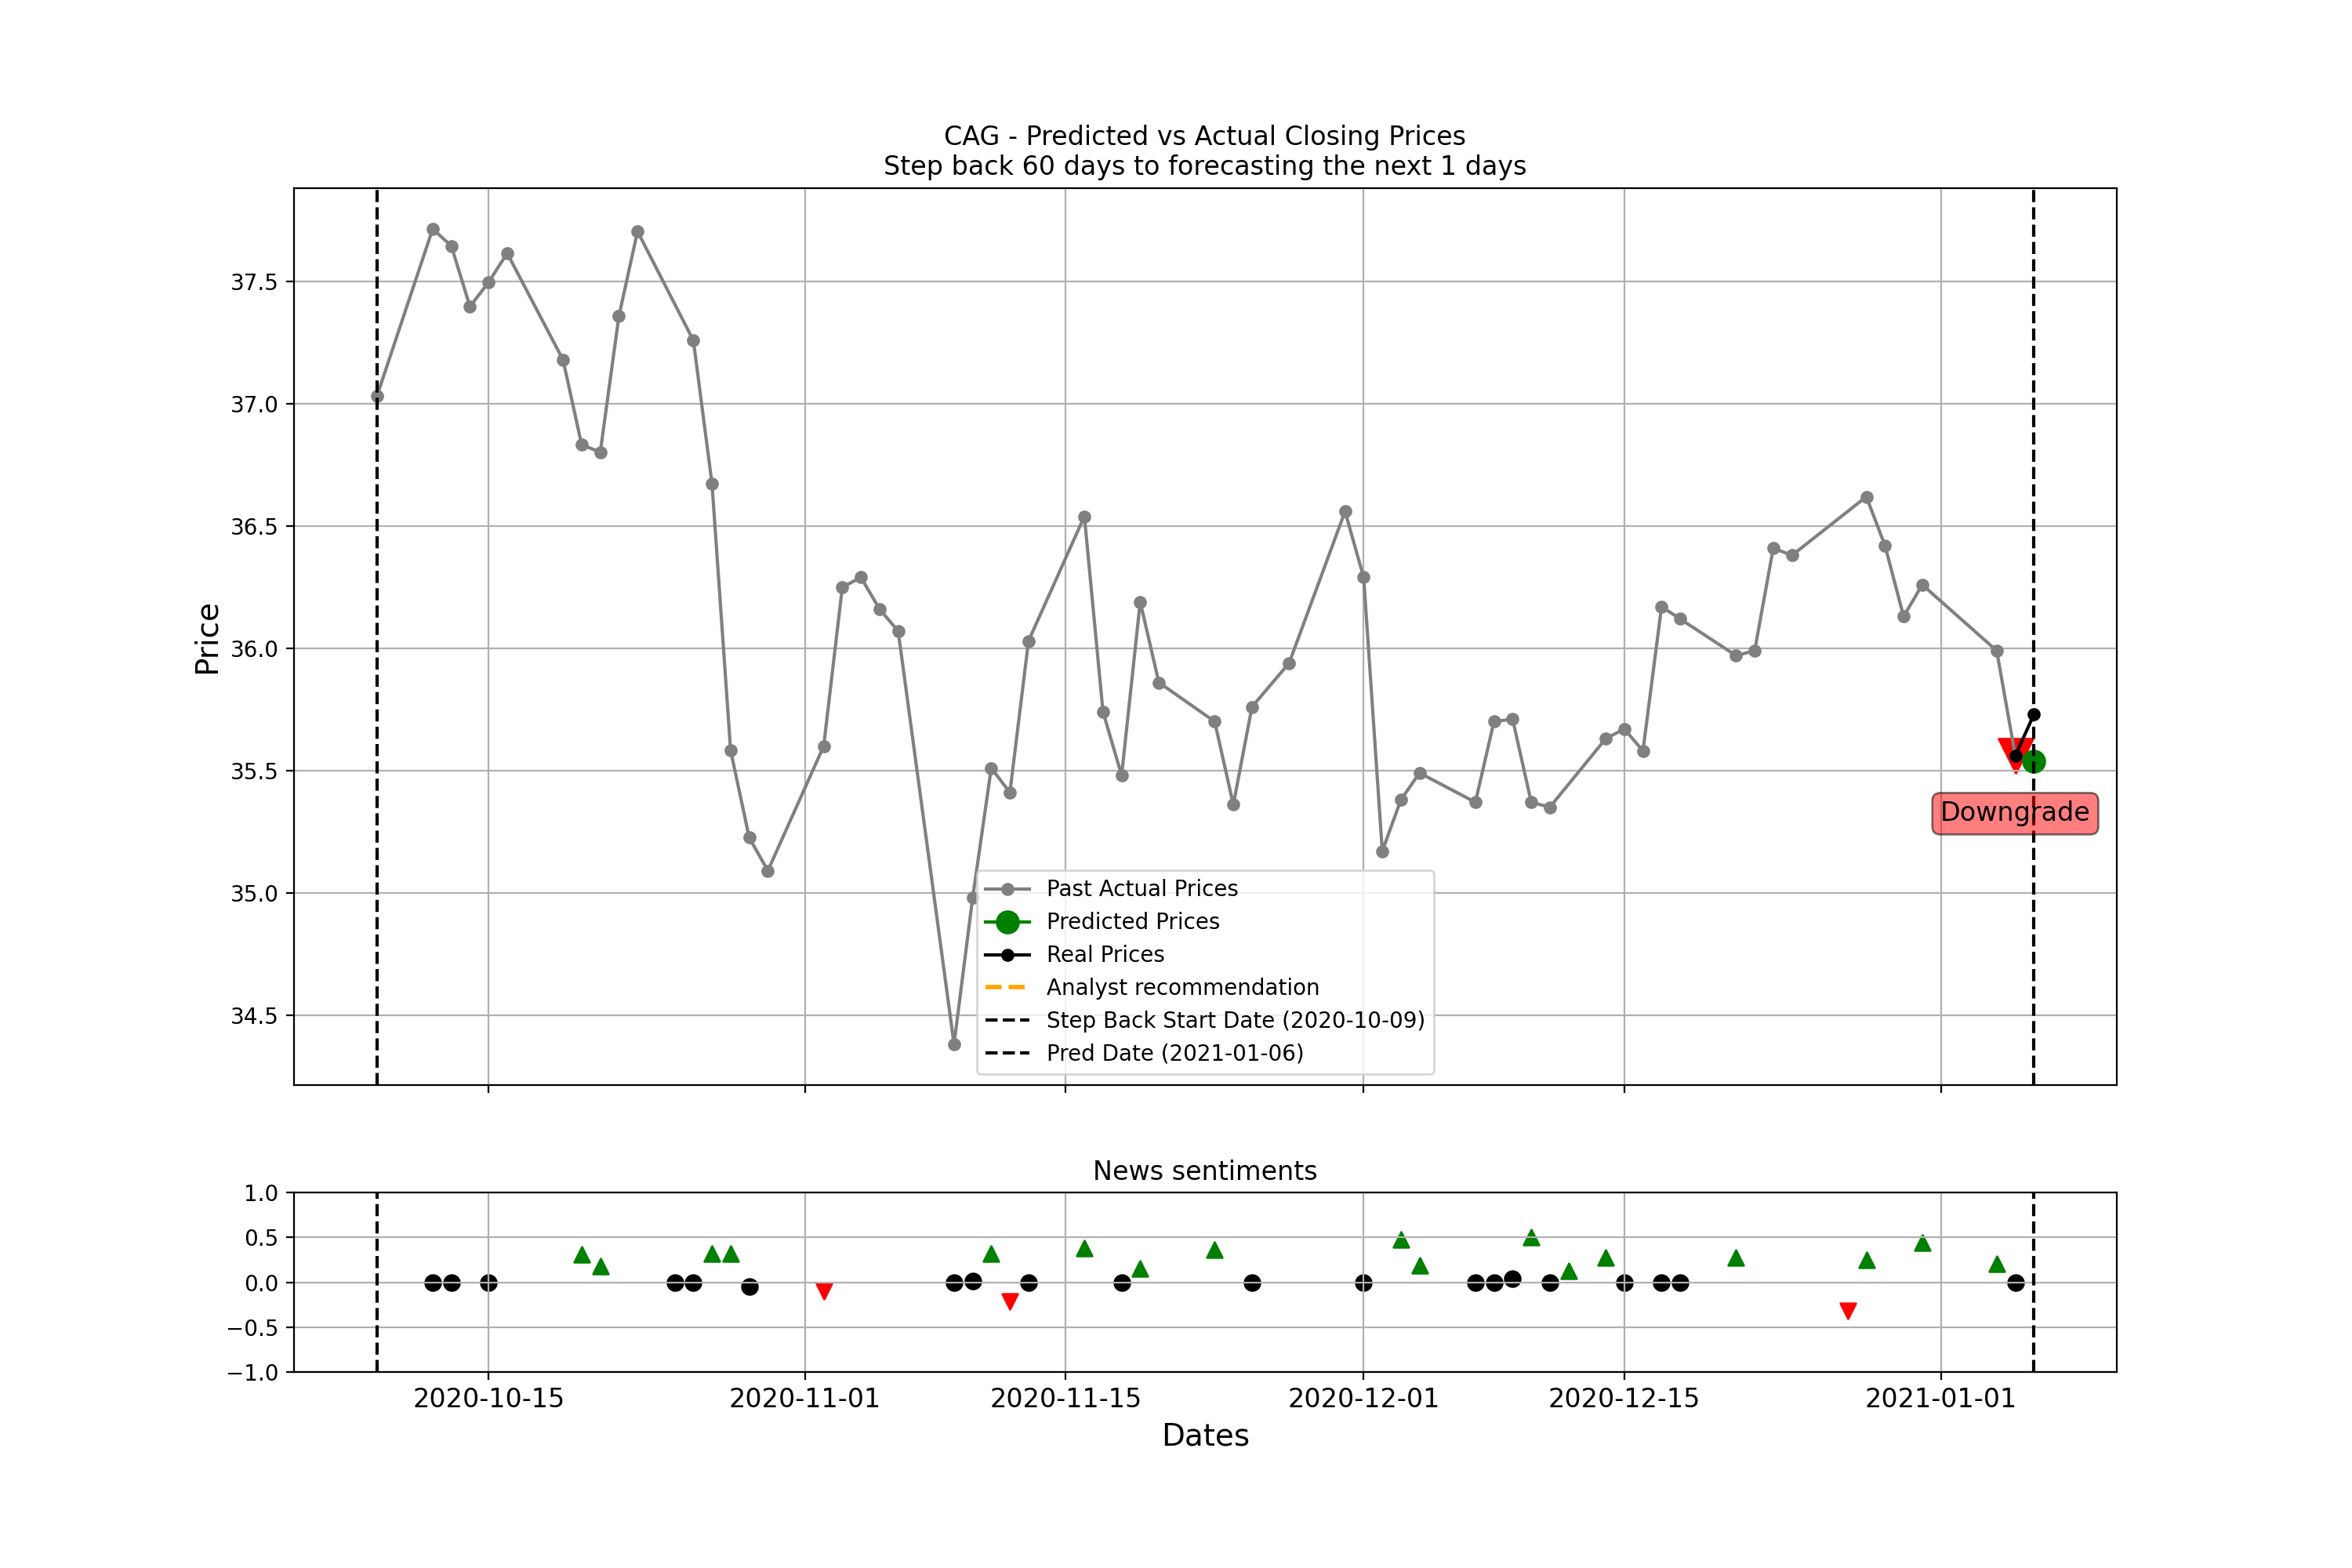 CAG - Predicted vs Actual Closing Prices
Step back 60 days to forecasting the next 1 days
Price
37.5
37.0
36.5
36.0
35.5
35.0
34.5
Downgrade
Past Actual Prices
Predicted Prices
Real Prices
Analyst recommendation
Step Back Start Date (2020-10-09)
Pred Date (2021-01-06)
News sentiments
1.0
0.5
0.0
−0.5
−1.0
2020-10-15
2020-11-01
2020-11-15
2020-12-01
2020-12-15
2021-01-01
Dates